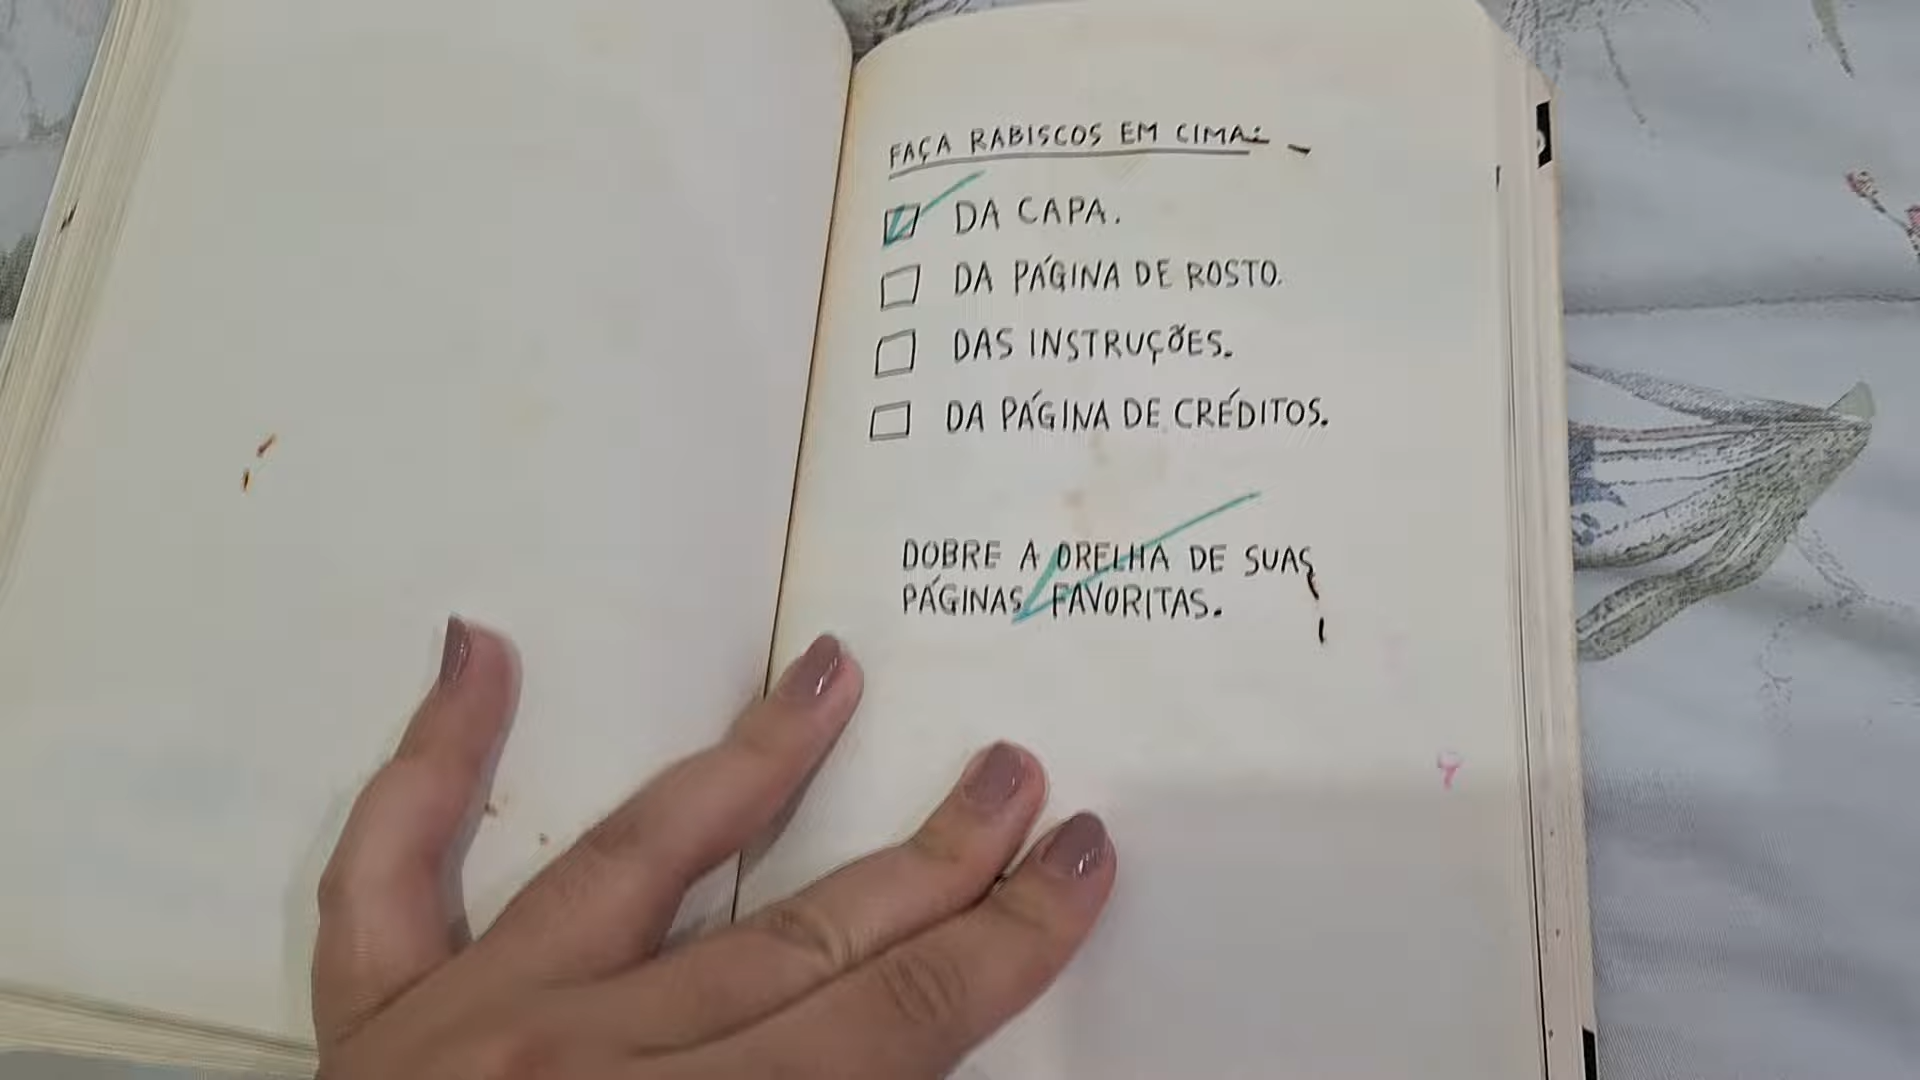 FAÇA RABISCOS EM CIMA:
DA CAPA.
DA PÁGINA DE ROSTO.
DAS INSTRUÇÕES.
DA PÁGINA DE CRÉDITOS.
DOBRE A ORELHA DE SUAS
PÁGINAS FAVORITAS.